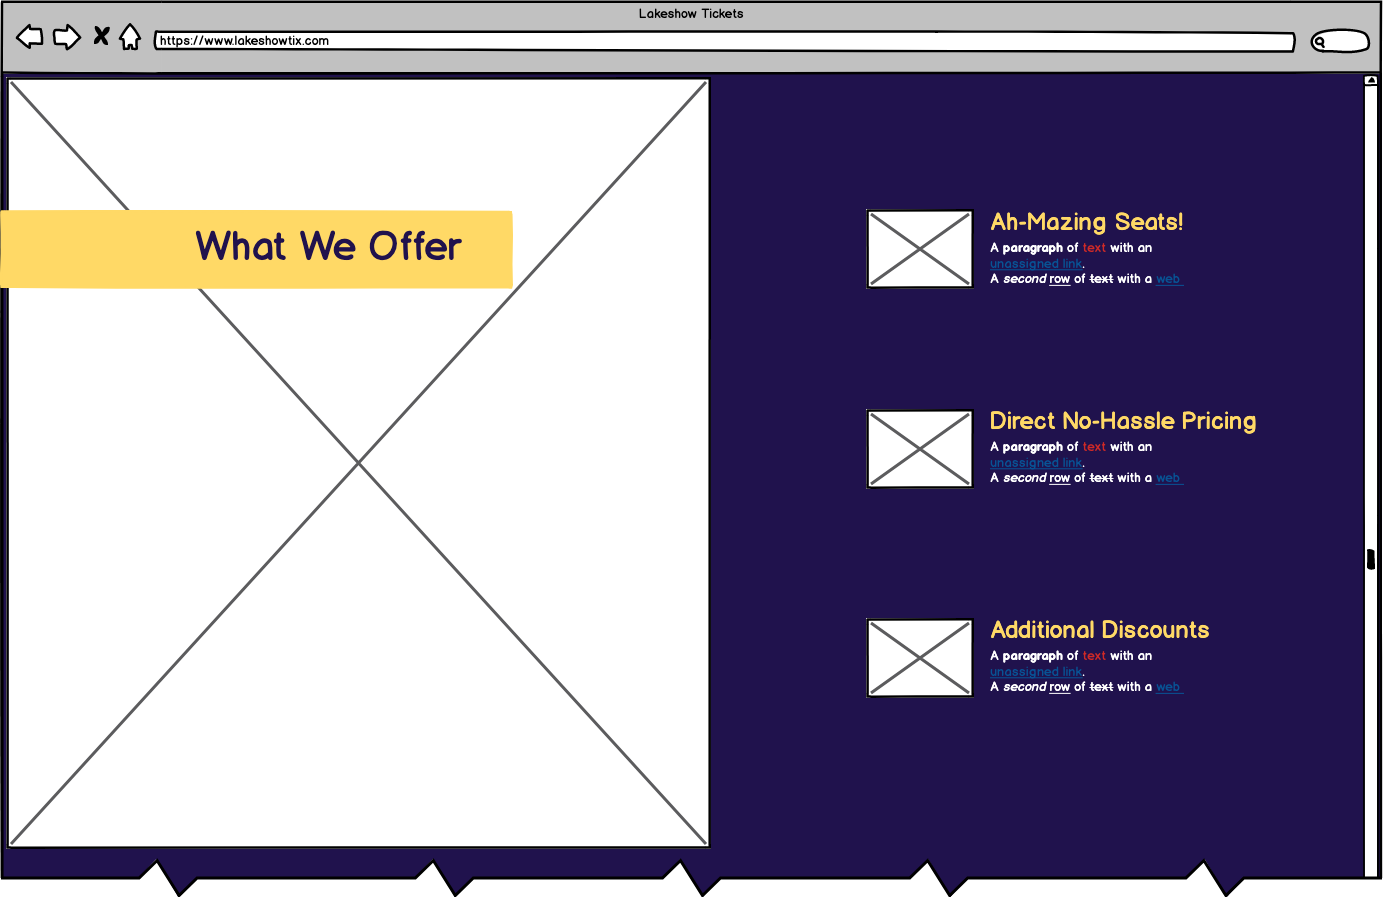 Lakeshow Tickets
https://www.lakeshowtix.com
What We Offer
Ah-Mazing Seats!
A paragraph of text with an
unassigned link.
A second row of text with a web
Direct No-Hassle Pricing
A paragraph of text with an
unassigned link.
A second row of text with a web
Additional Discounts
A paragraph of text with an
unassigned link.
A second row of text with a web